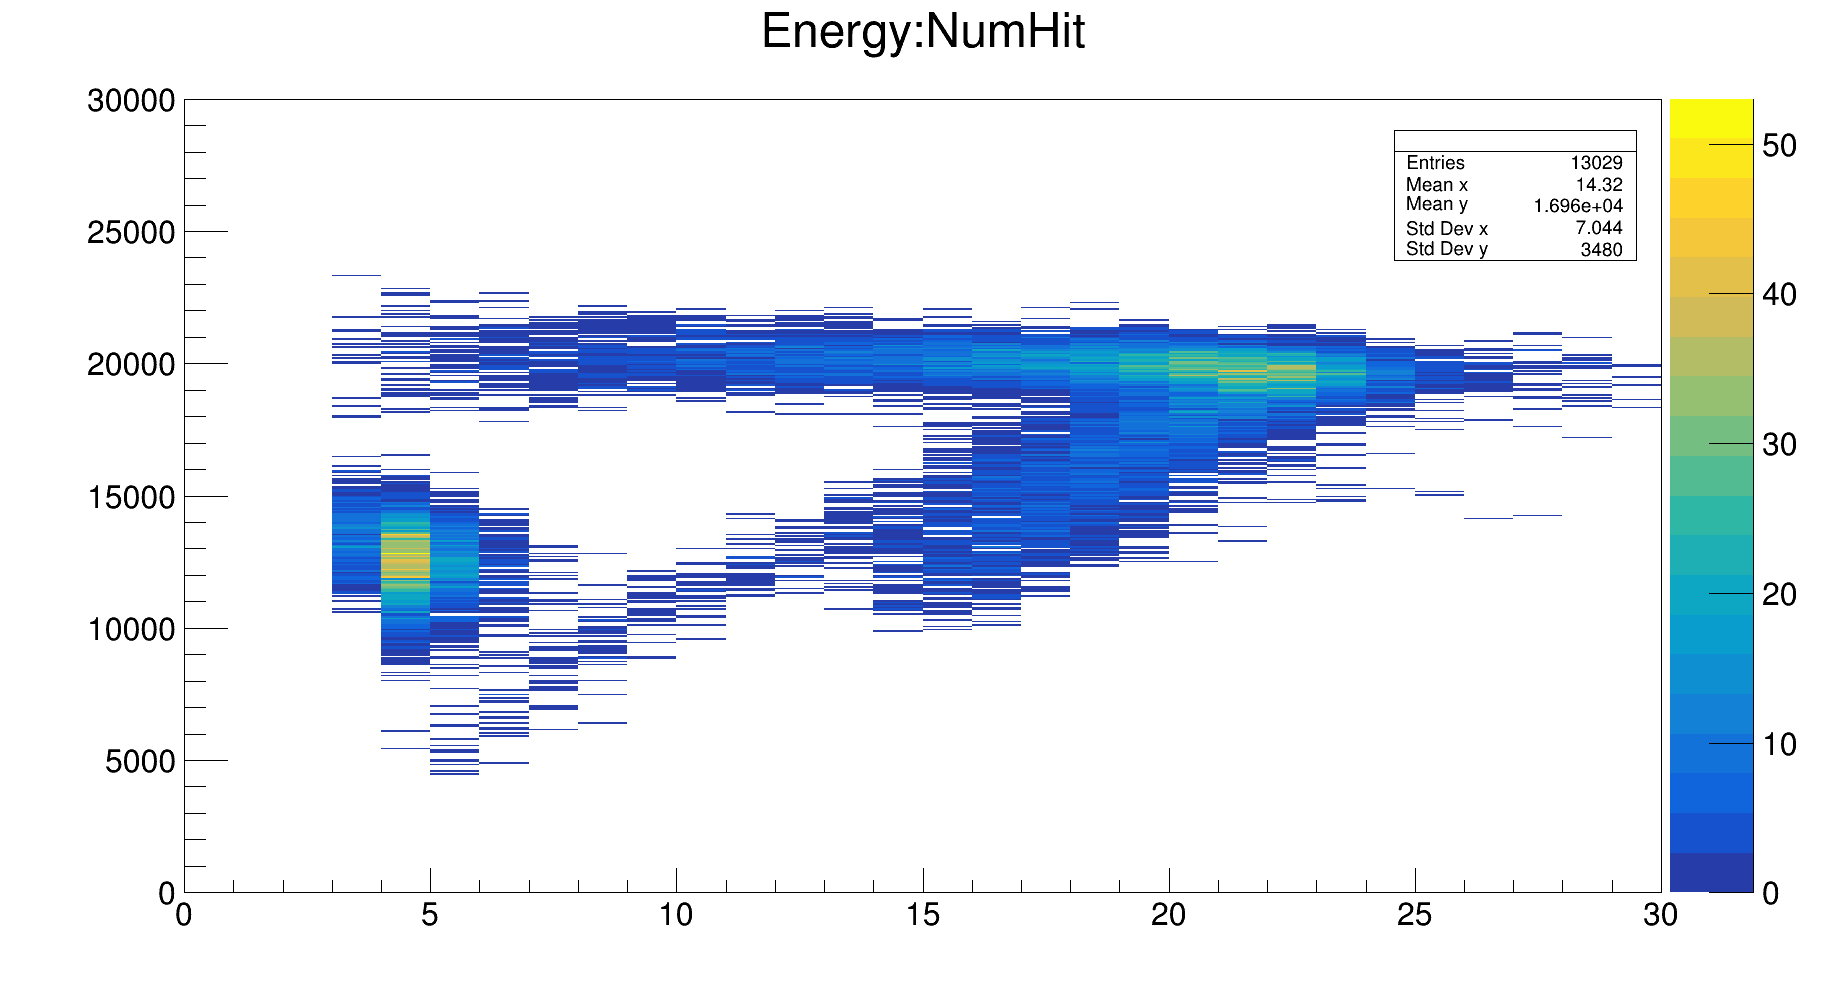 Energy:NumHit
30000
25000
20000
15000
10000
5000
0
0 5 10 15 20 25 30
Entries 13029
Mean x 14.32
Mean y 1.696e+04
Std Dev x 7.044
Std Dev y 3480
50
40
30
20
10
0